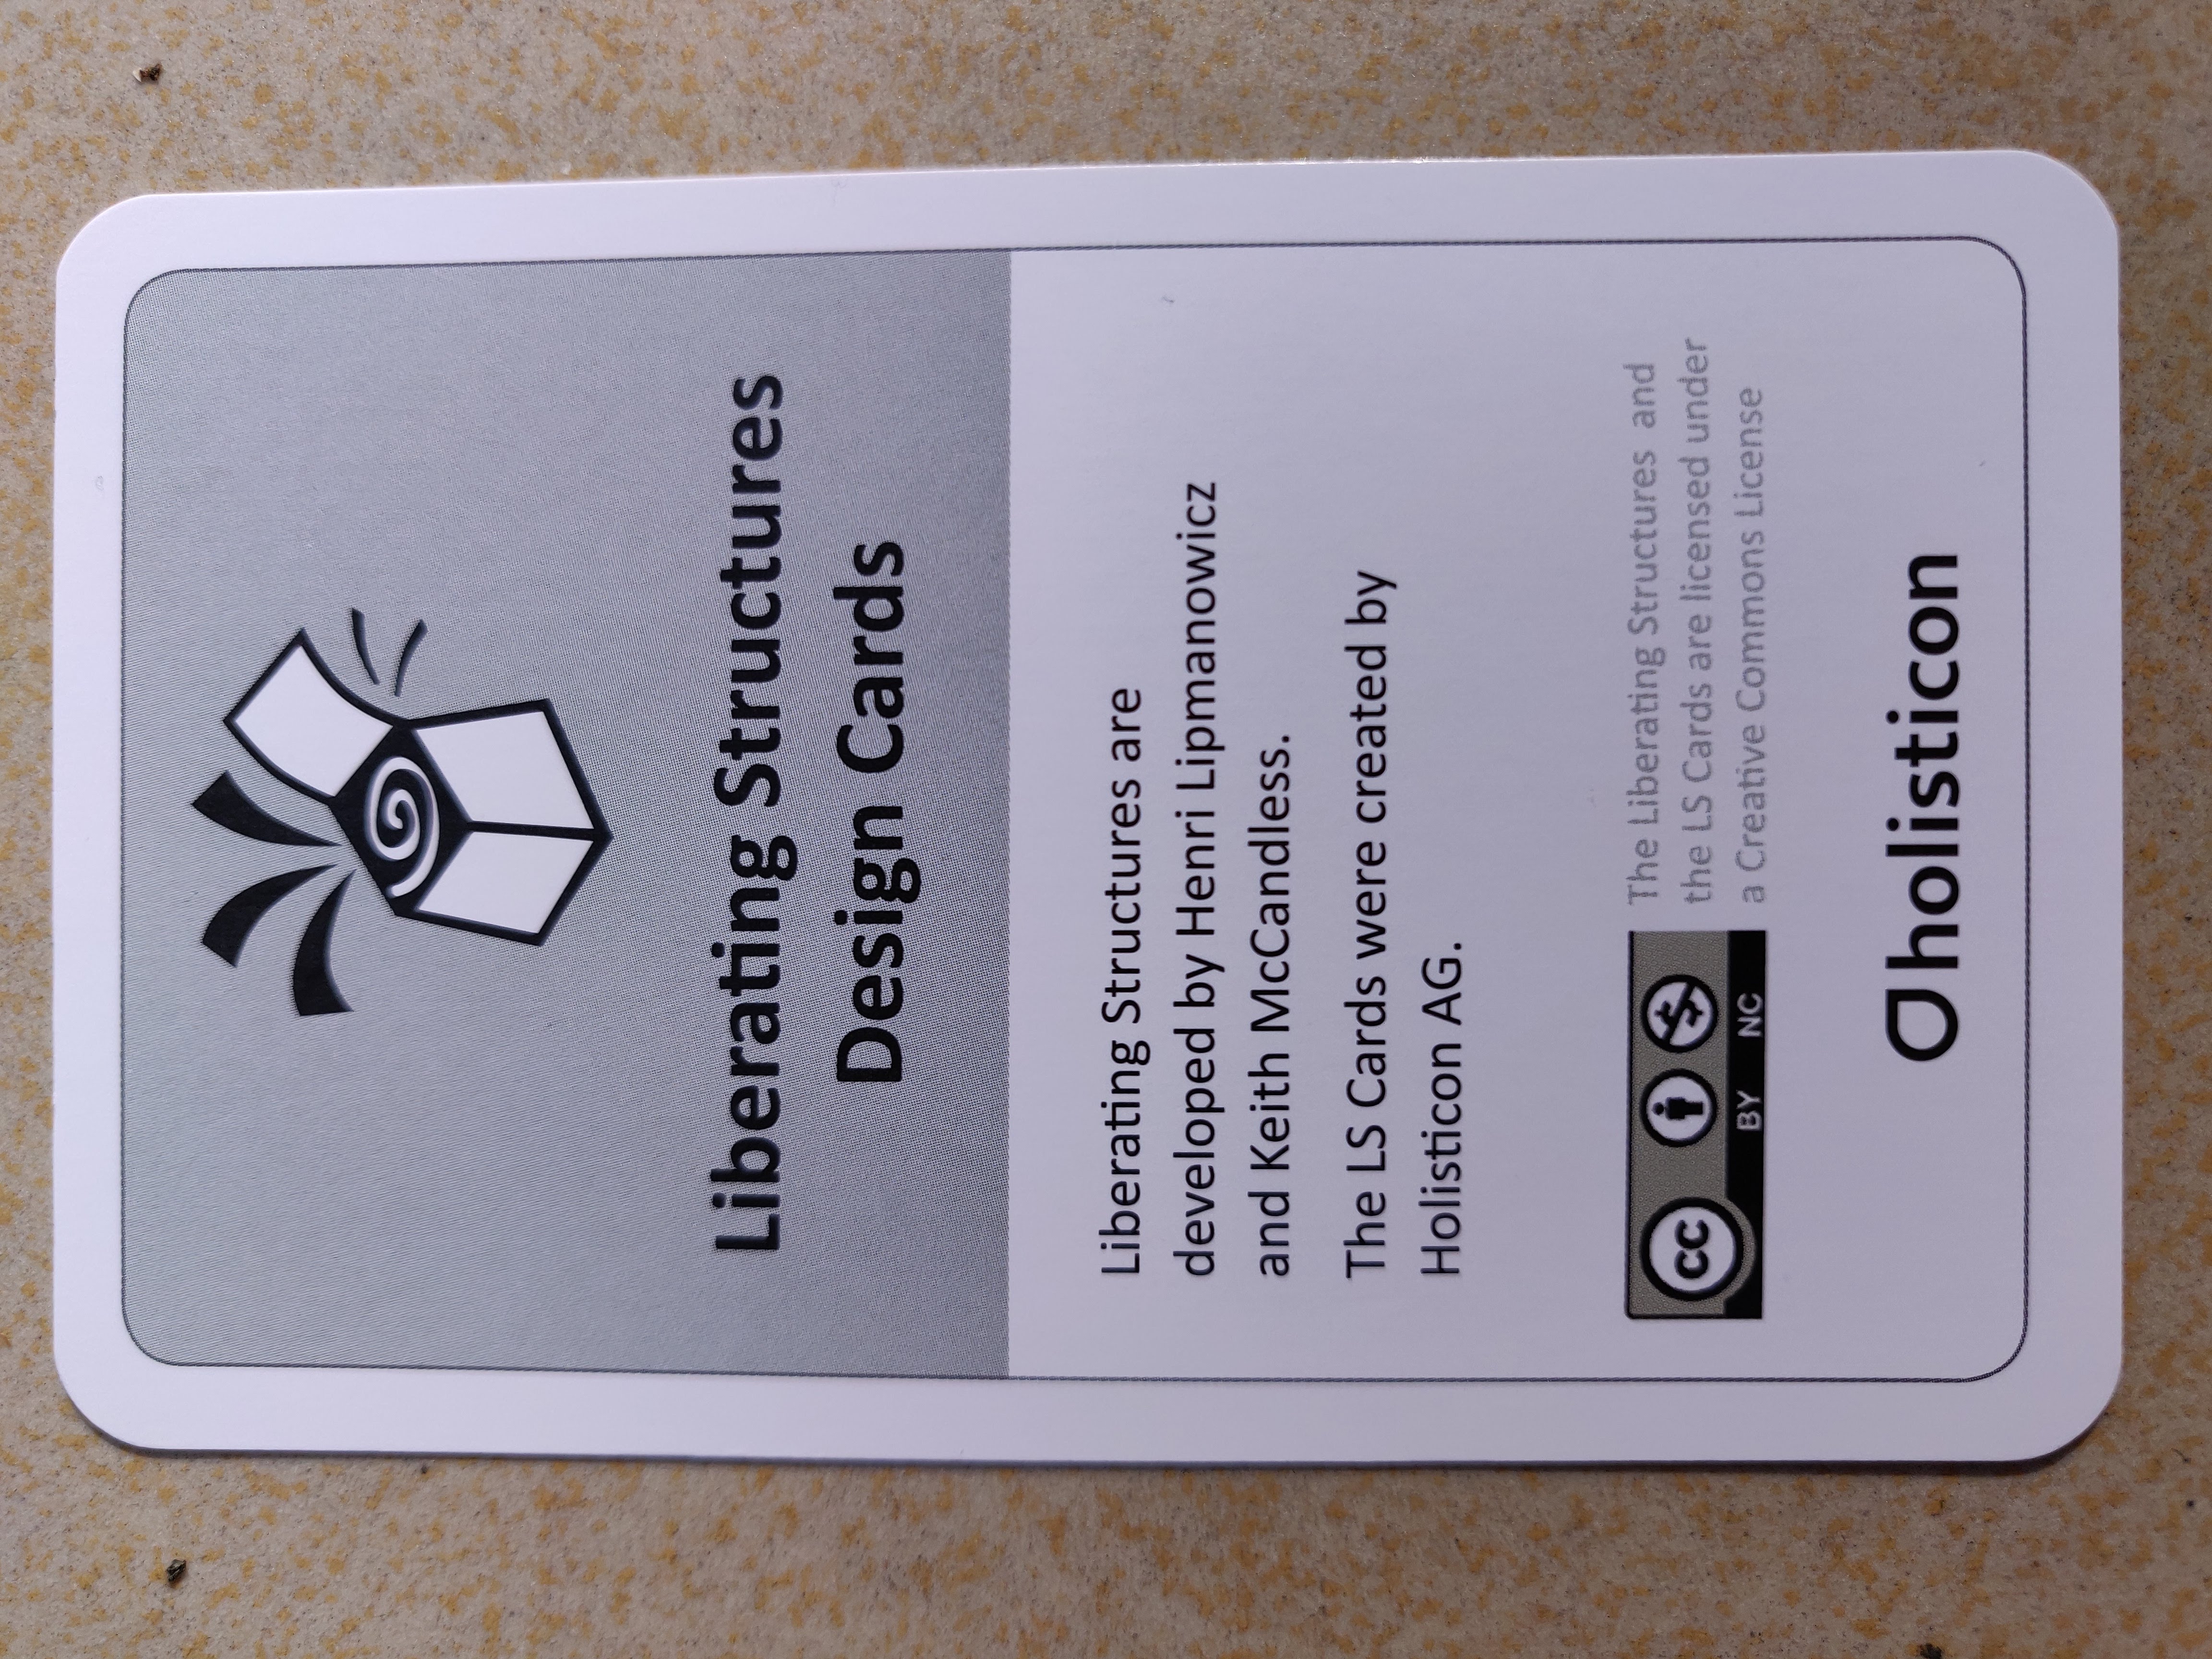 Liberating Structures
Design Cards
Liberating Structures are
developed by Henri Lipmanowicz
and Keith McCandless.
The LS Cards were created by
Holisticon AG.
cc
BY NC
The Liberating Structures and
the LS Cards are licensed under
a Creative Commons License
holisticon